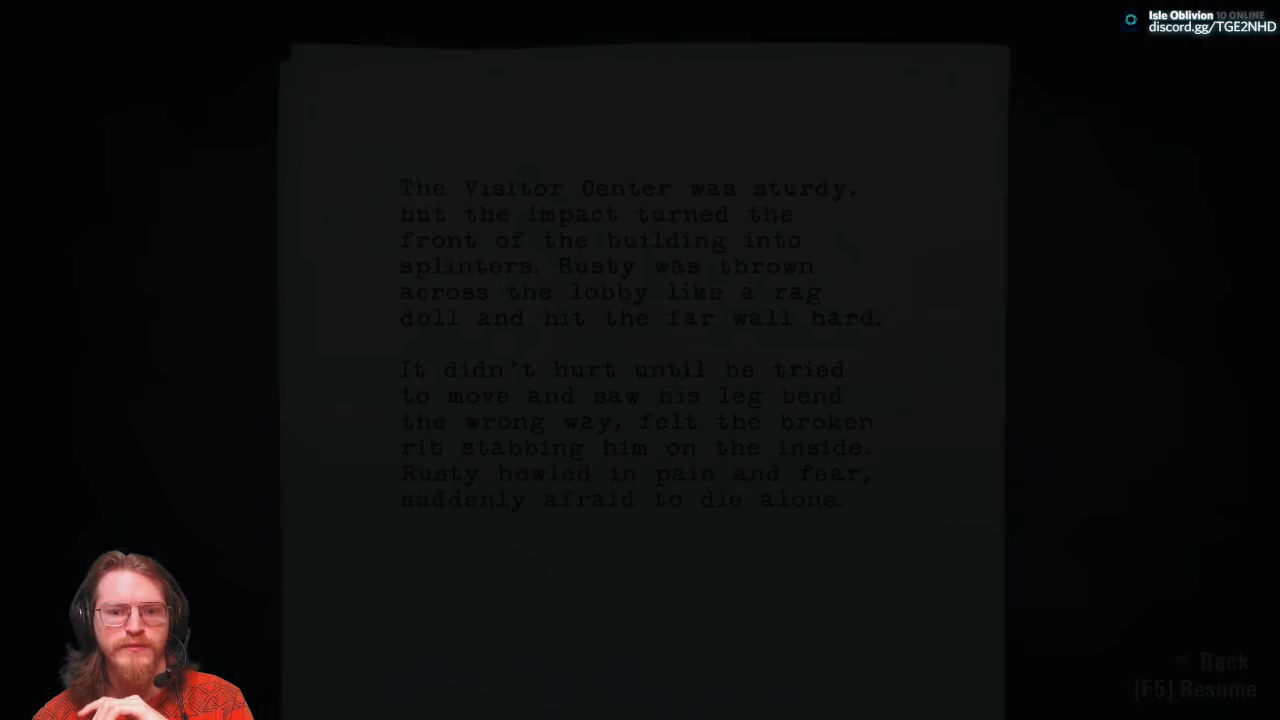 Isle Oblivion 10 ONLINE
discord.gg/TGE2NHD
The Visitor Center was sturdy,
but the impact turned the
front of the building into
splinters. Rusty was thrown
across the lobby like a rag
doll and hit the far wall hard.
It didn't hurt until he tried
to move and saw his leg bend
the wrong way, felt the broken
rib stabbing him on the inside.
Rusty howled in pain and fear,
suddenly afraid to die alone.
Back
[F5] Resume